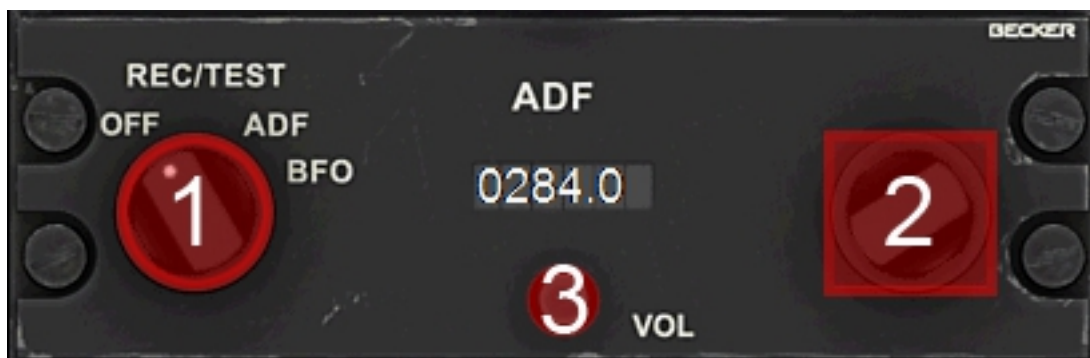 BECKER
REC/TEST
ADF
OFF ADF
BFO
1
0284.0
2
3
VOL